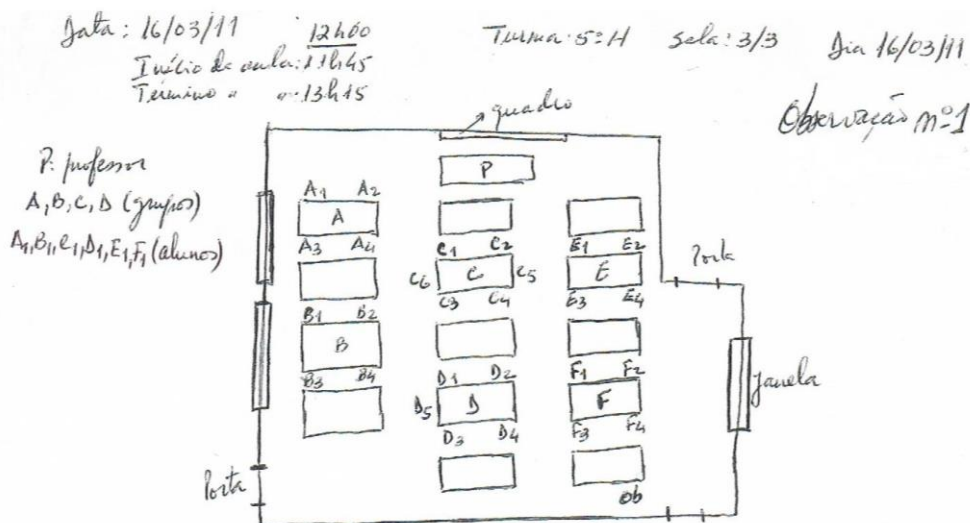 Data: 16/03/11 12h00 Turma: 5º H Sala: 3/3 Dia 16/03/11
Início da aula: 11h45
Término " " 13h15
Observação nº 1
quadro
P: professor
A, B, C, D (grupos)
A1, B1, C1, D1, E1, F1 (alunos)
P
A1 A2
A
A3 A4
C1 C2
C6 C C5
C3 C4
E1 E2
E
E3 E4
Porta
B1 B2
B
B3 B4
D1 D2
D5 D
D3 D4
F1 F2
F
F3 F4
Janela
Porta
Ob